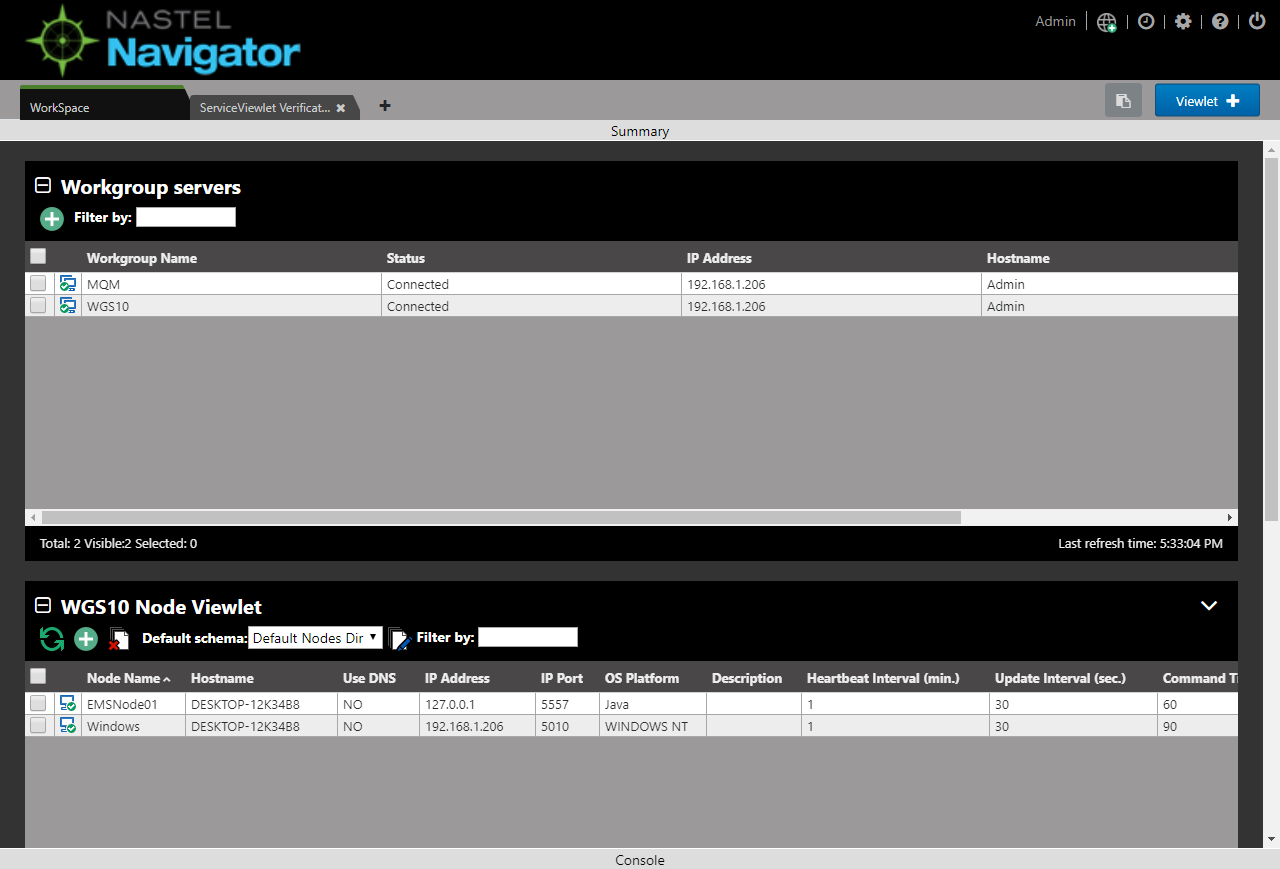 NASTEL
Navigator
Admin
WorkSpace
ServiceViewlet Verificat...
Viewlet
Summary
Workgroup servers
Filter by:
Workgroup Name Status IP Address Hostname
MQM Connected 192.168.1.206 Admin
WGS10 Connected 192.168.1.206 Admin
Total: 2 Visible:2 Selected: 0 Last refresh time: 5:33:04 PM
WGS10 Node Viewlet
Default schema: Default Nodes Dir Filter by:
Node Name Hostname Use DNS IP Address IP Port OS Platform Description Heartbeat Interval (min.) Update Interval (sec.) Command Ti
EMSNode01 DESKTOP-12K34B8 NO 127.0.0.1 5557 Java 1 30 60
Windows DESKTOP-12K34B8 NO 192.168.1.206 5010 WINDOWS NT 1 30 90
Console